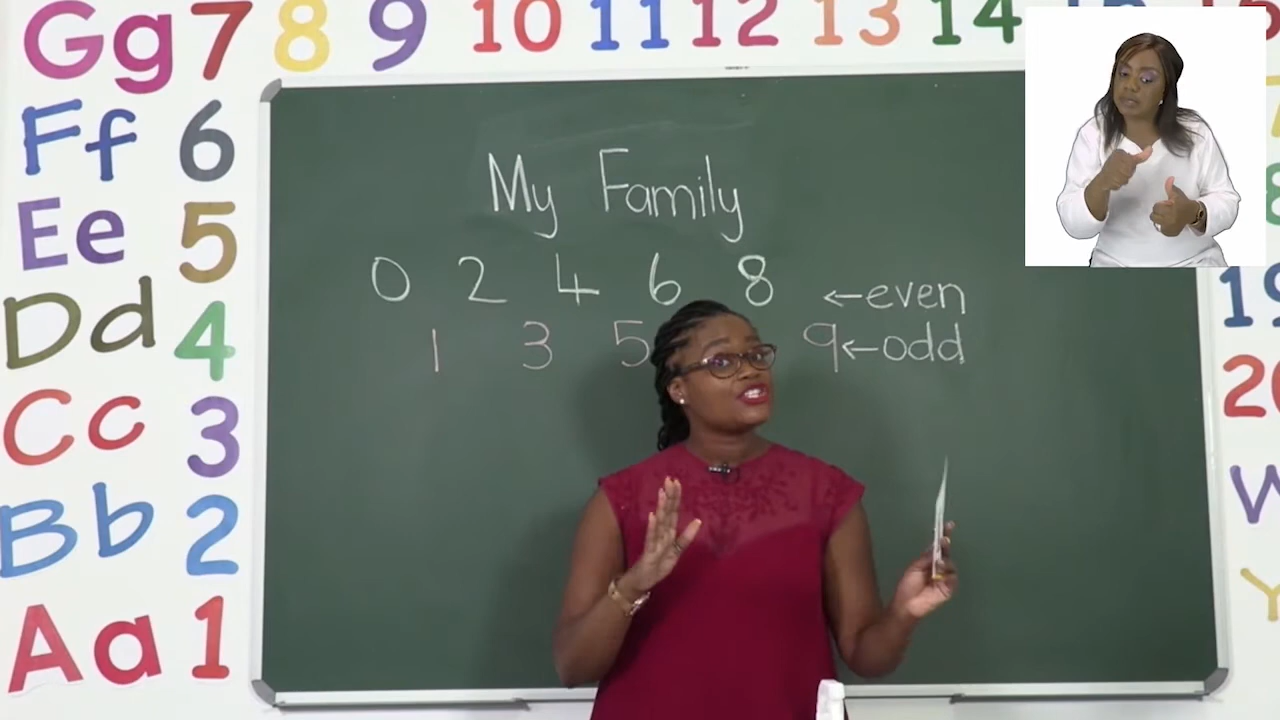 Gg 7 8 9 10 11 12 13 14
Ff 6
Ee 5
Dd 4
Cc 3
Bb 2
Aa 1
My Family
0 2 4 6 8 ←even
1 3 5 9 ←odd
19
20
W
Y